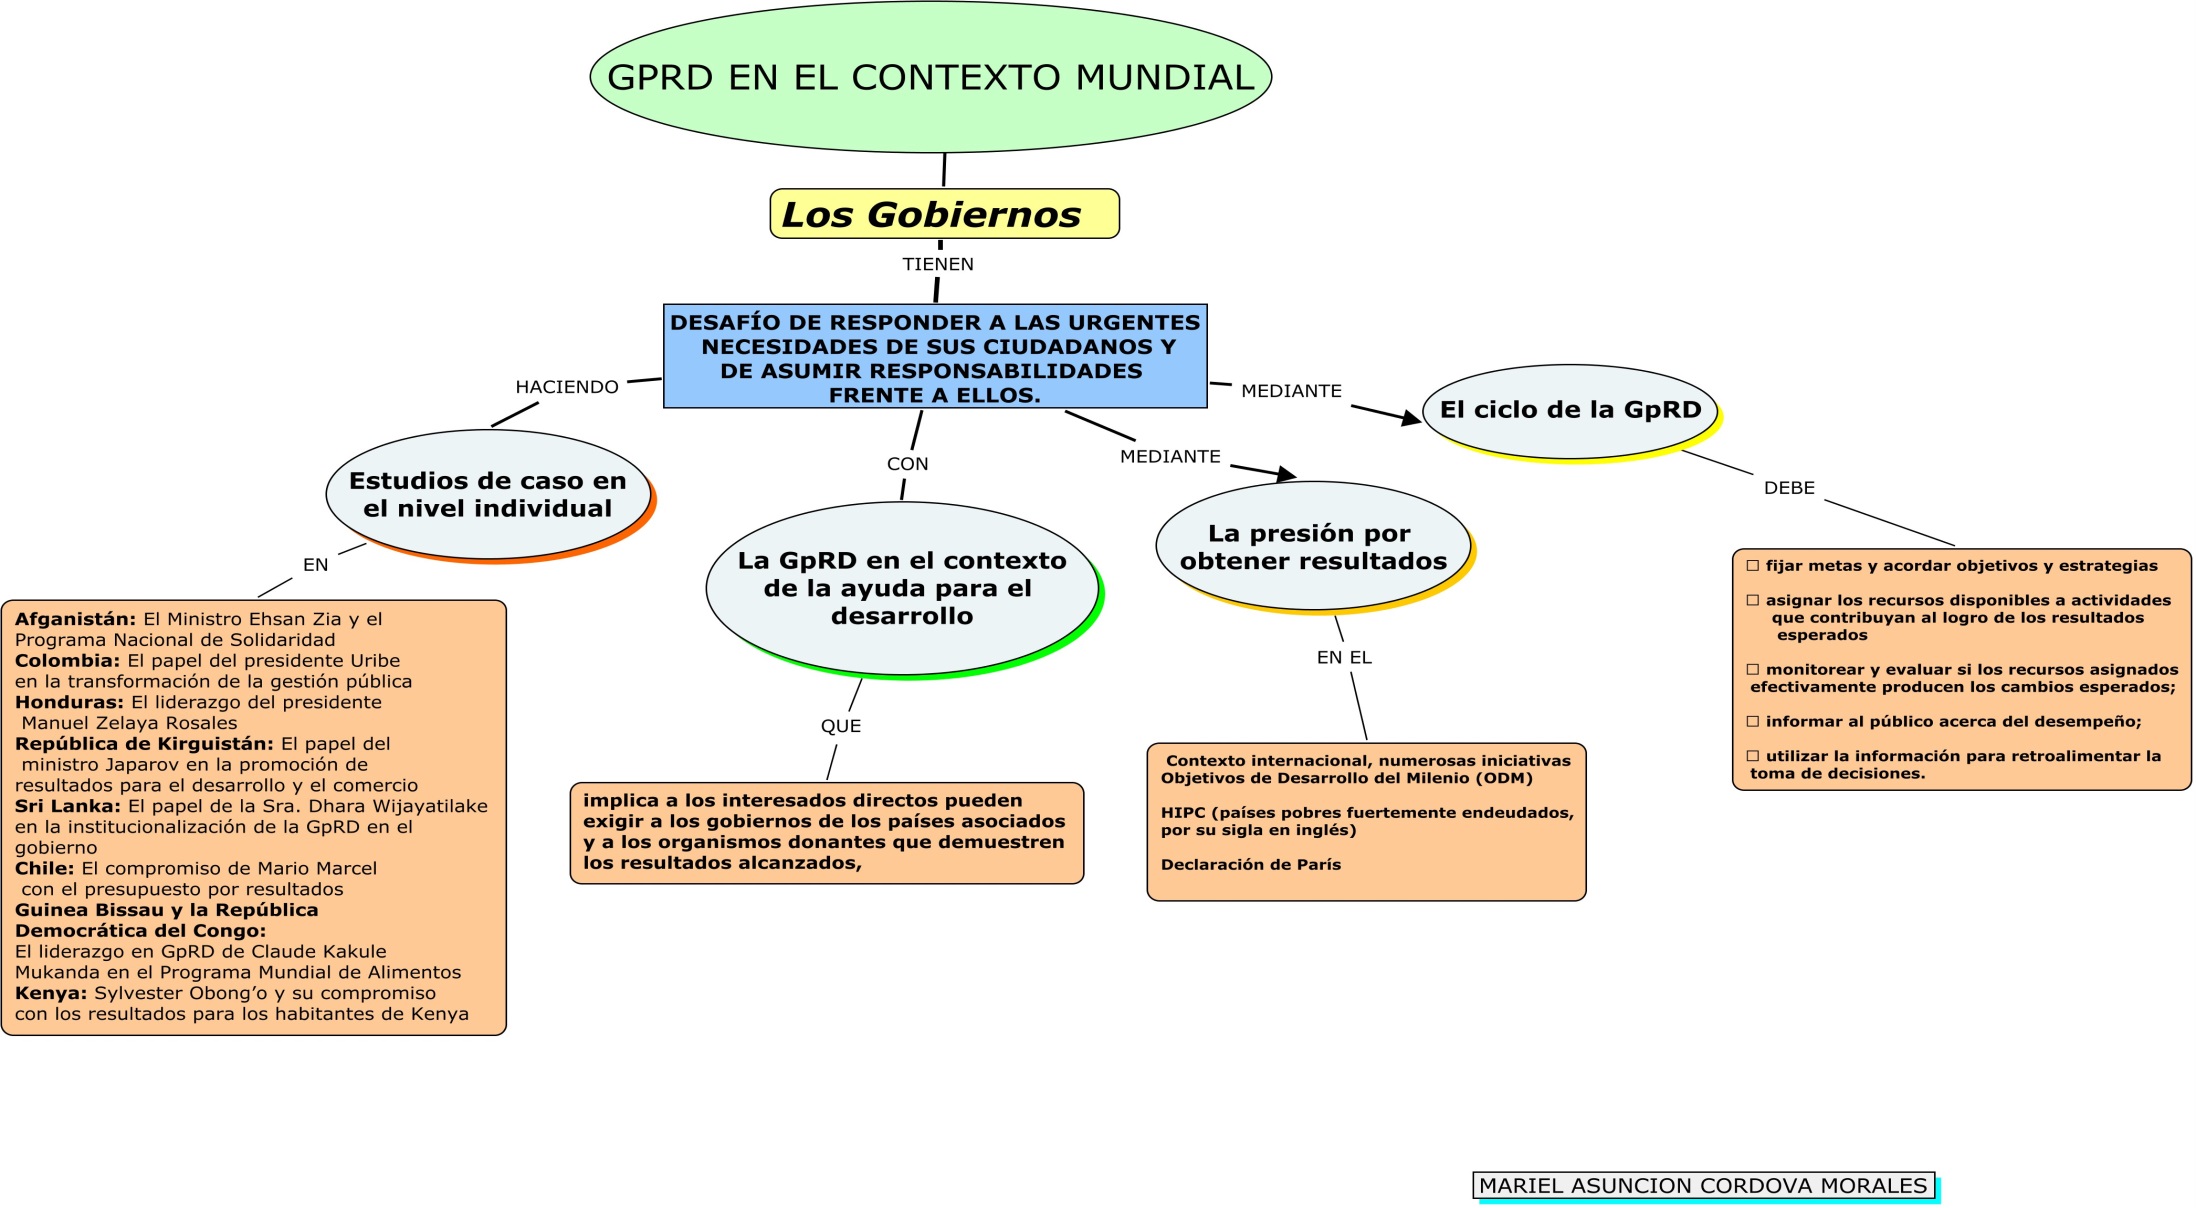 GPRD EN EL CONTEXTO MUNDIAL
Los Gobiernos
TIENEN
DESAFÍO DE RESPONDER A LAS URGENTES
NECESIDADES DE SUS CIUDADANOS Y
DE ASUMIR RESPONSABILIDADES
FRENTE A ELLOS.
HACIENDO
Estudios de caso en
el nivel individual
EN
Afganistán: El Ministro Ehsan Zia y el
Programa Nacional de Solidaridad
Colombia: El papel del presidente Uribe
en la transformación de la gestión pública
Honduras: El liderazgo del presidente
Manuel Zelaya Rosales
República de Kirguistán: El papel del
ministro Japarov en la promoción de
resultados para el desarrollo y el comercio
Sri Lanka: El papel de la Sra. Dhara Wijayatilake
en la institucionalización de la GpRD en el
gobierno
Chile: El compromiso de Mario Marcel
con el presupuesto por resultados
Guinea Bissau y la República
Democrática del Congo:
El liderazgo en GpRD de Claude Kakule
Mukanda en el Programa Mundial de Alimentos
Kenya: Sylvester Obong’o y su compromiso
con los resultados para los habitantes de Kenya
CON
La GpRD en el contexto
de la ayuda para el
desarrollo
QUE
implica a los interesados directos pueden
exigir a los gobiernos de los países asociados
y a los organismos donantes que demuestren
los resultados alcanzados,
MEDIANTE
La presión por
obtener resultados
EN EL
Contexto internacional, numerosas iniciativas
Objetivos de Desarrollo del Milenio (ODM)
HIPC (países pobres fuertemente endeudados,
por su sigla en inglés)
Declaración de París
MEDIANTE
El ciclo de la GpRD
DEBE
☐ fijar metas y acordar objetivos y estrategias
☐ asignar los recursos disponibles a actividades
que contribuyan al logro de los resultados
esperados
☐ monitorear y evaluar si los recursos asignados
efectivamente producen los cambios esperados;
☐ informar al público acerca del desempeño;
☐ utilizar la información para retroalimentar la
toma de decisiones.
MARIEL ASUNCION CORDOVA MORALES